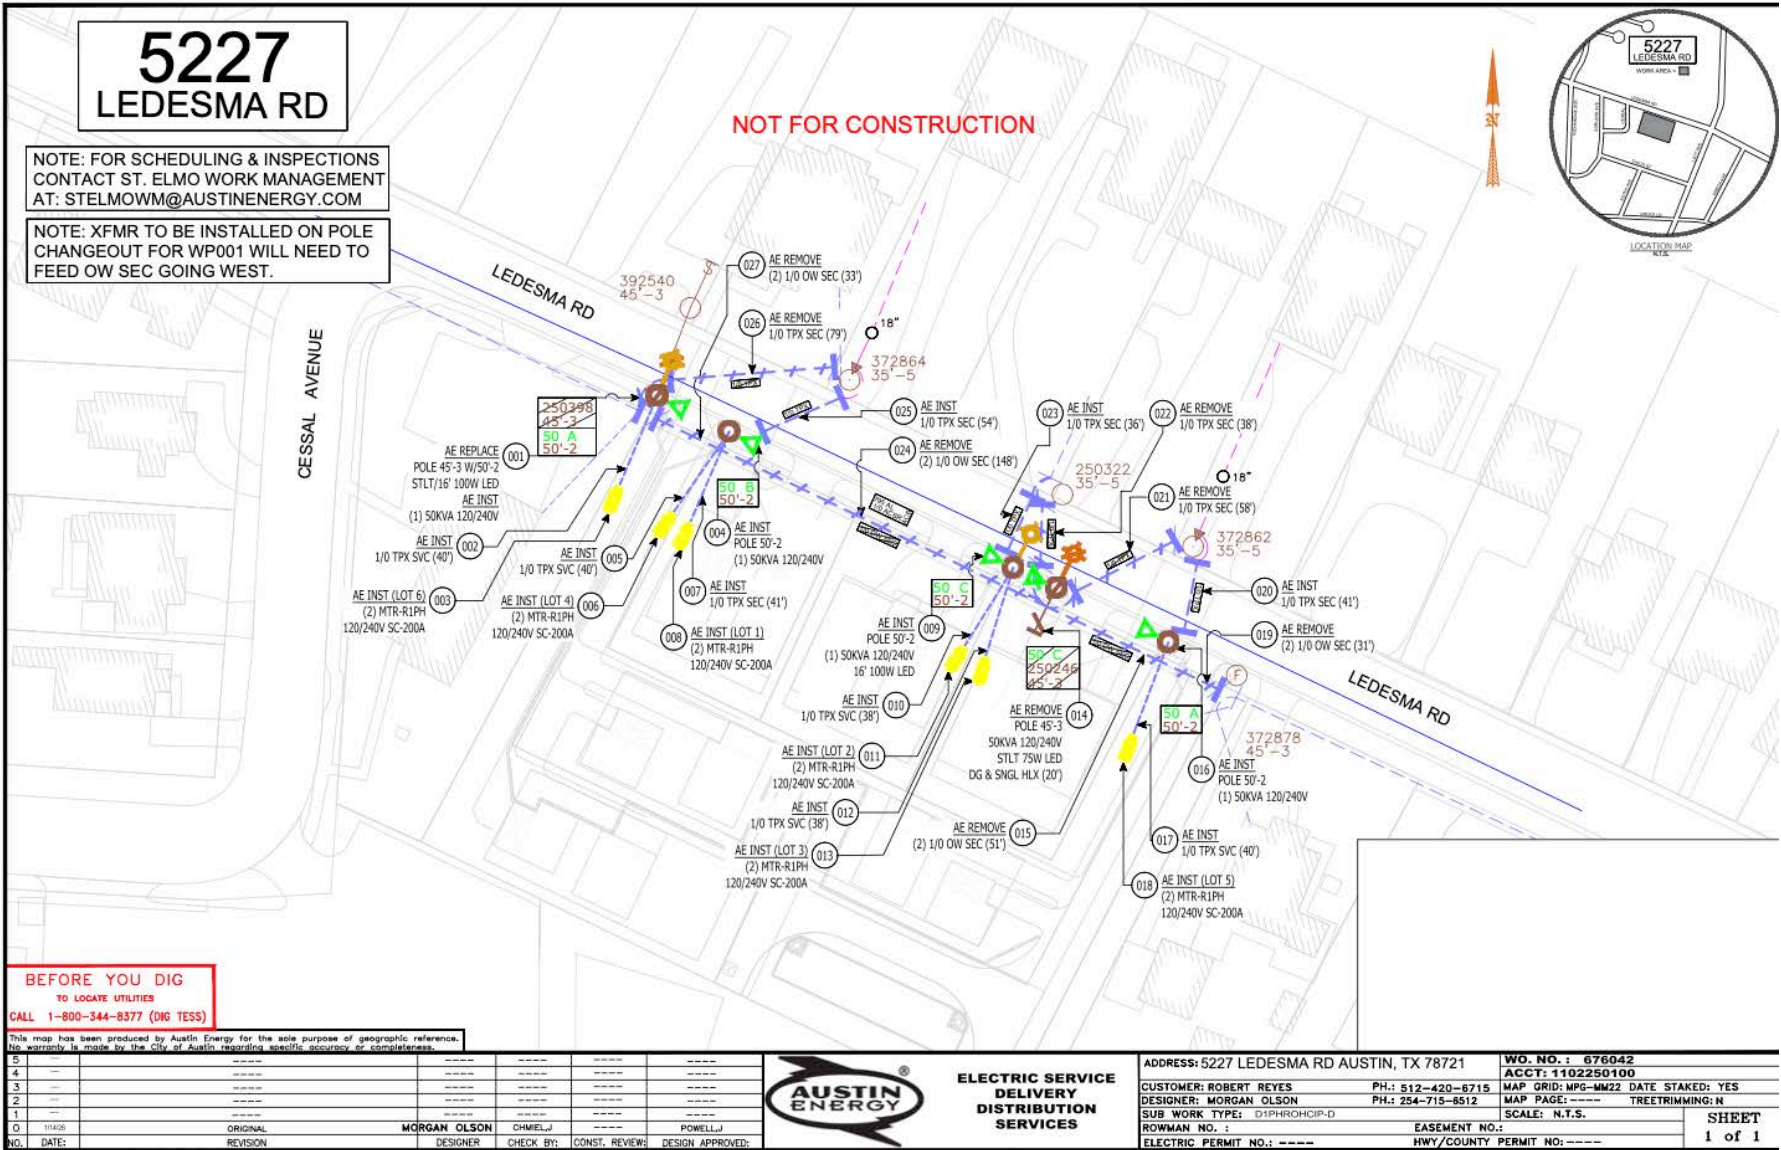 5227
LEDESMA RD
NOTE: FOR SCHEDULING & INSPECTIONS
CONTACT ST. ELMO WORK MANAGEMENT
AT: STELMOWM@AUSTINENERGY.COM
NOTE: XFMR TO BE INSTALLED ON POLE
CHANGEOUT FOR WP001 WILL NEED TO
FEED OW SEC GOING WEST.
NOT FOR CONSTRUCTION
N
5227
LEDESMA RD
WORK AREA =
LEDESMA RD
LOCATION MAP
N.T.S.
LEDESMA RD
CESSAL AVENUE
392540
45'-3
027
AE REMOVE
(2) 1/0 OW SEC (33')
026
AE REMOVE
1/0 TPX SEC (79')
18"
372864
35'-5
250398
45'-3
50 A
50'-2
001
AE REPLACE
POLE 45'-3 W/50'-2
STLT/16' 100W LED
AE INST
(1) 50KVA 120/240V
002
AE INST
1/0 TPX SVC (40')
003
AE INST (LOT 6)
(2) MTR-R1PH
120/240V SC-200A
50 B
50'-2
004
AE INST
POLE 50'-2
(1) 50KVA 120/240V
005
AE INST
1/0 TPX SVC (40')
006
AE INST (LOT 4)
(2) MTR-R1PH
120/240V SC-200A
007
AE INST
1/0 TPX SEC (41')
008
AE INST (LOT 1)
(2) MTR-R1PH
120/240V SC-200A
025
AE INST
1/0 TPX SEC (54')
024
AE REMOVE
(2) 1/0 OW SEC (148')
023
AE INST
1/0 TPX SEC (36')
022
AE REMOVE
1/0 TPX SEC (38')
250322
35'-5
18"
021
AE REMOVE
1/0 TPX SEC (58')
372862
35'-5
50 C
50'-2
009
AE INST
POLE 50'-2
(1) 50KVA 120/240V
16' 100W LED
010
AE INST
1/0 TPX SVC (38')
011
AE INST (LOT 2)
(2) MTR-R1PH
120/240V SC-200A
012
AE INST
1/0 TPX SVC (38')
013
AE INST (LOT 3)
(2) MTR-R1PH
120/240V SC-200A
50 C
250246
45'-3
014
AE REMOVE
POLE 45'-3
50KVA 120/240V
STLT 75W LED
DG & SNGL HLX (20')
015
AE REMOVE
(2) 1/0 OW SEC (51')
020
AE INST
1/0 TPX SEC (41')
019
AE REMOVE
(2) 1/0 OW SEC (31')
F
LEDESMA RD
50 A
50'-2
372878
45'-3
016
AE INST
POLE 50'-2
(1) 50KVA 120/240V
017
AE INST
1/0 TPX SVC (40')
018
AE INST (LOT 5)
(2) MTR-R1PH
120/240V SC-200A
BEFORE YOU DIG
TO LOCATE UTILITIES
CALL 1-800-344-8377 (DIG TESS)
This map has been produced by Austin Energy for the sole purpose of geographic reference.
No warranty is made by the City of Austin regarding specific accuracy or completeness.
5 --- ---- ---- ---- ---- ----
4 --- ---- ---- ---- ---- ----
3 --- ---- ---- ---- ---- ----
2 --- ---- ---- ---- ---- ----
1 --- ---- ---- ---- ---- ----
0 1/14/26 ORIGINAL MORGAN OLSON CHMIEL,J ---- POWELL,J
NO. DATE: REVISION DESIGNER CHECK BY: CONST. REVIEW: DESIGN APPROVED:
AUSTIN
ENERGY
®
ELECTRIC SERVICE
DELIVERY
DISTRIBUTION
SERVICES
ADDRESS: 5227 LEDESMA RD AUSTIN, TX 78721
CUSTOMER: ROBERT REYES PH.: 512-420-6715
DESIGNER: MORGAN OLSON PH.: 254-715-6512
SUB WORK TYPE: D1PHROHCIP-D
ROWMAN NO. : EASEMENT NO.:
ELECTRIC PERMIT NO.: ---- HWY/COUNTY PERMIT NO: ----
WO. NO. : 676042
ACCT: 1102250100
MAP GRID: MPG-MM22 DATE STAKED: YES
MAP PAGE: ---- TREETRIMMING: N
SCALE: N.T.S.
SHEET
1 of 1